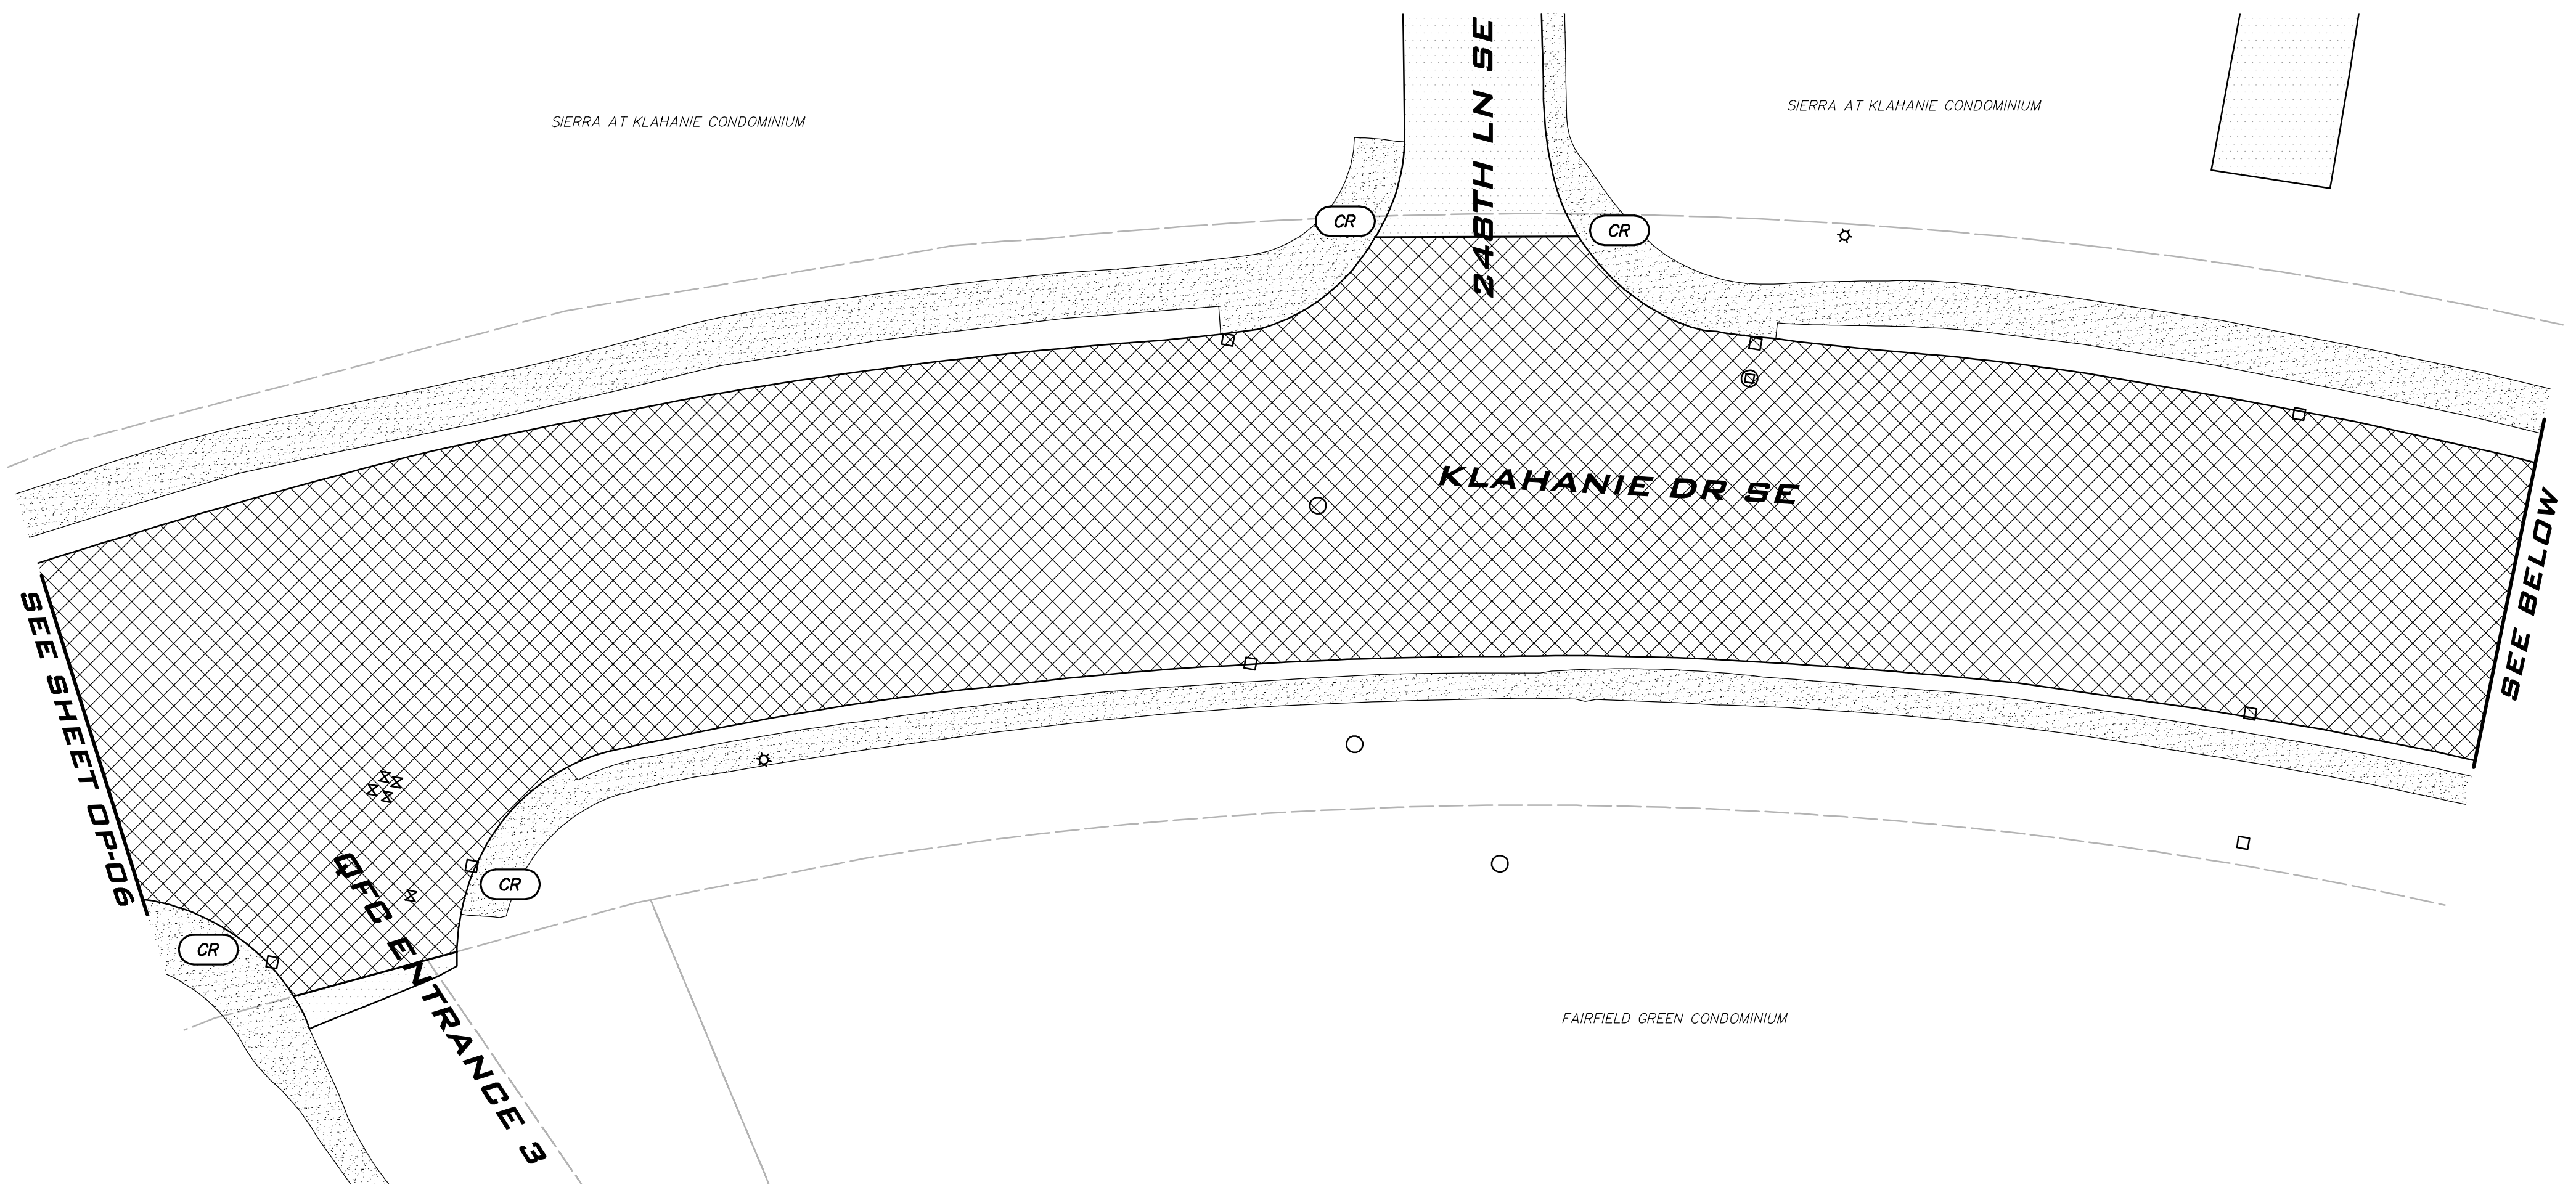 248TH LN SE
SIERRA AT KLAHANIE CONDOMINIUM
SIERRA AT KLAHANIE CONDOMINIUM
CR
CR
KLAHANIE DR SE
SEE BELOW
SEE SHEET OP-06
QFC ENTRANCE 3
CR
CR
FAIRFIELD GREEN CONDOMINIUM